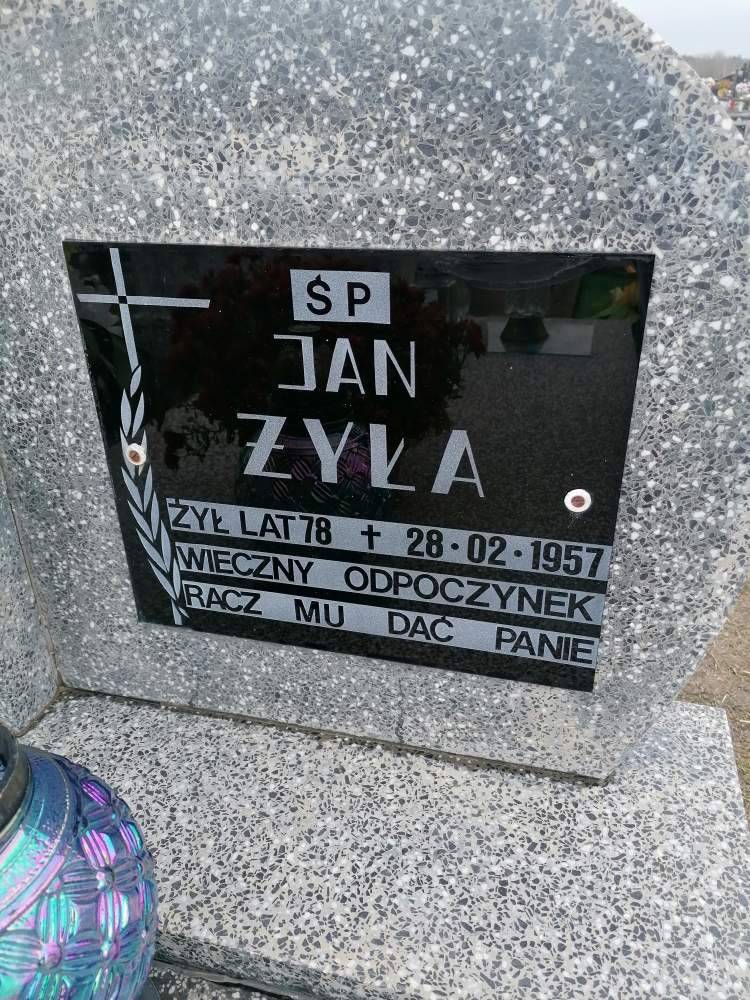 ŚP
JAN
ŻYŁA
ŻYŁ LAT 78 + 28·02·1957
WIECZNY ODPOCZYNEK
RACZ MU DAĆ PANIE